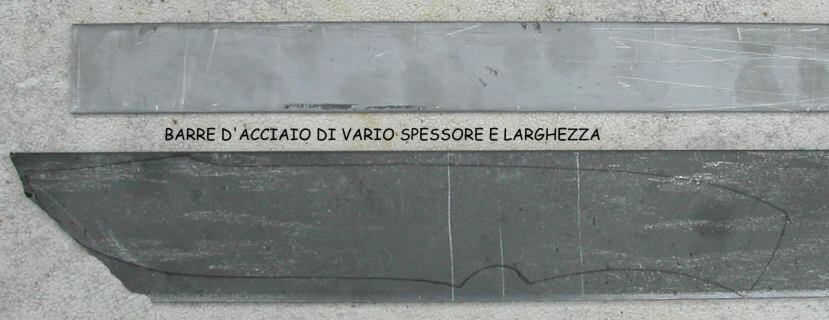 BARRE D'ACCIAIO DI VARIO SPESSORE E LARGHEZZA